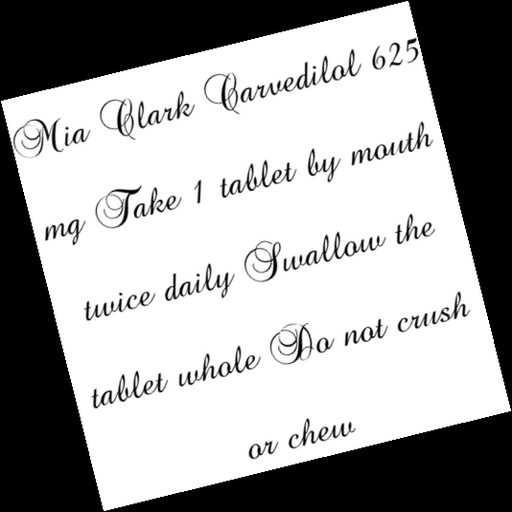 Mia Clark Carvedilol 625
mg Take 1 tablet by mouth
twice daily Swallow the
tablet whole Do not crush
or chew